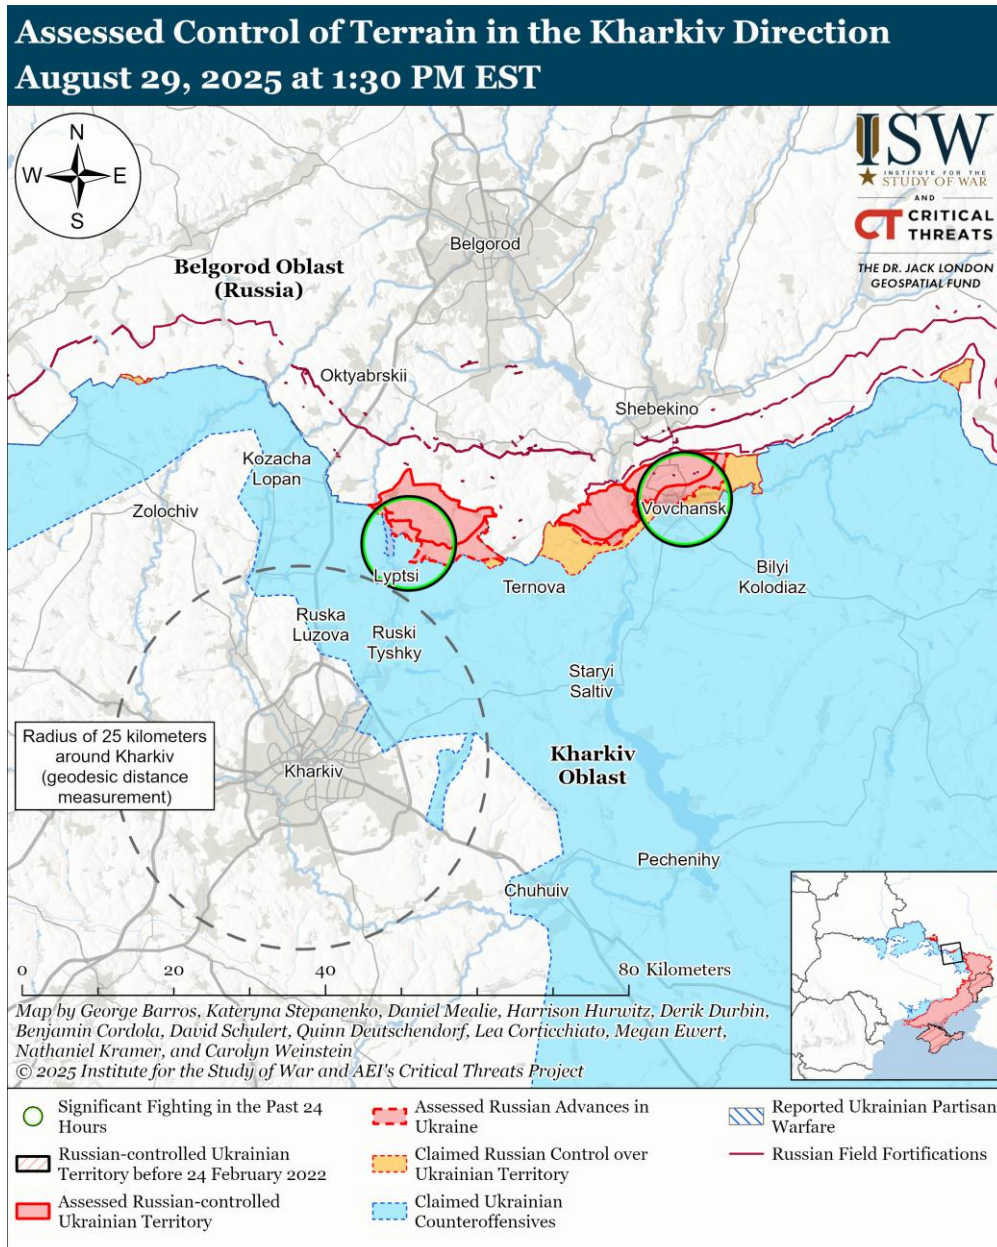 Assessed Control of Terrain in the Kharkiv Direction
August 29, 2025 at 1:30 PM EST
N
W
E
S
ISW
INSTITUTE FOR THE
STUDY OF WAR
AND
CT CRITICAL
THREATS
THE DR. JACK LONDON
GEOSPATIAL FUND
Belgorod
Belgorod Oblast
(Russia)
Oktyabrskii
Shebekino
Kozacha
Lopan
Zolochiv
Vovchansk
Lyptsi
Ternova
Bilyi
Kolodiaz
Ruska
Luzova
Ruski
Tyshky
Staryi
Saltiv
Radius of 25 kilometers
around Kharkiv
(geodesic distance
measurement)
Kharkiv
Kharkiv
Oblast
Pechenihy
Chuhuiv
0
20
40
80 Kilometers
Map by George Barros, Kateryna Stepanenko, Daniel Mealie, Harrison Hurwitz, Derik Durbin,
Benjamin Cordola, David Schulert, Quinn Deutschendorf, Lea Corticchiato, Megan Ewert,
Nathaniel Kramer, and Carolyn Weinstein
© 2025 Institute for the Study of War and AEI's Critical Threats Project
Significant Fighting in the Past 24
Hours
Russian-controlled Ukrainian
Territory before 24 February 2022
Assessed Russian-controlled
Ukrainian Territory
Assessed Russian Advances in
Ukraine
Claimed Russian Control over
Ukrainian Territory
Claimed Ukrainian
Counteroffensives
Reported Ukrainian Partisan
Warfare
Russian Field Fortifications